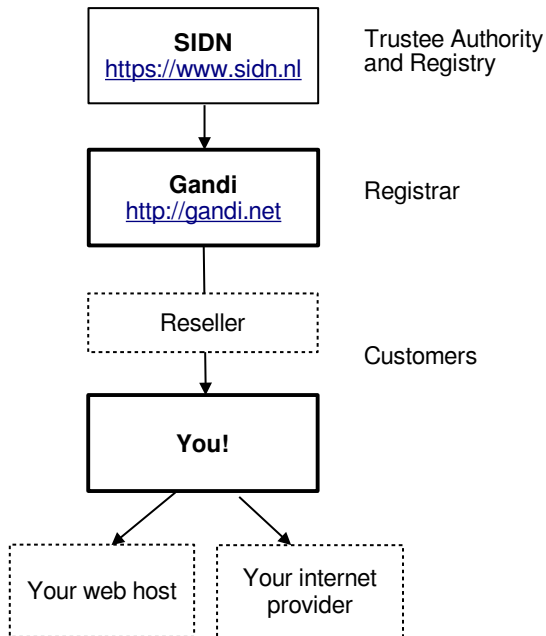 SIDN
https://www.sidn.nl
Trustee Authority
and Registry
Gandi
http://gandi.net
Registrar
Reseller
Customers
You!
Your web host
Your internet
provider